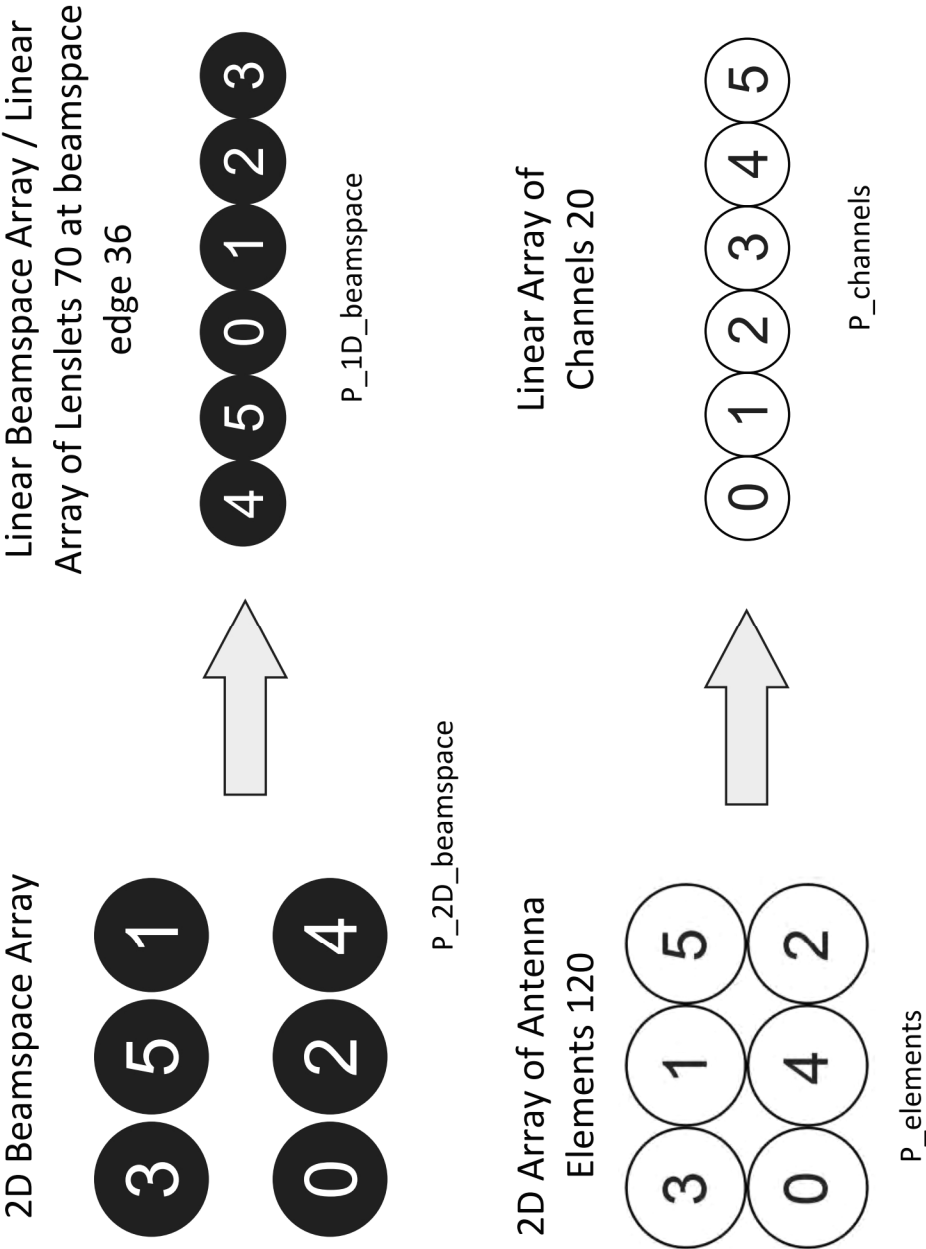 2D Beamspace Array
3 5 1
0 2 4
P_2D_beamspace
Linear Beamspace Array / Linear
Array of Lenslets 70 at beamspace
edge 36
4 5 0 1 2 3
P_1D_beamspace
2D Array of Antenna
Elements 120
3 1 5
0 4 2
P_elements
Linear Array of
Channels 20
0 1 2 3 4 5
P_channels